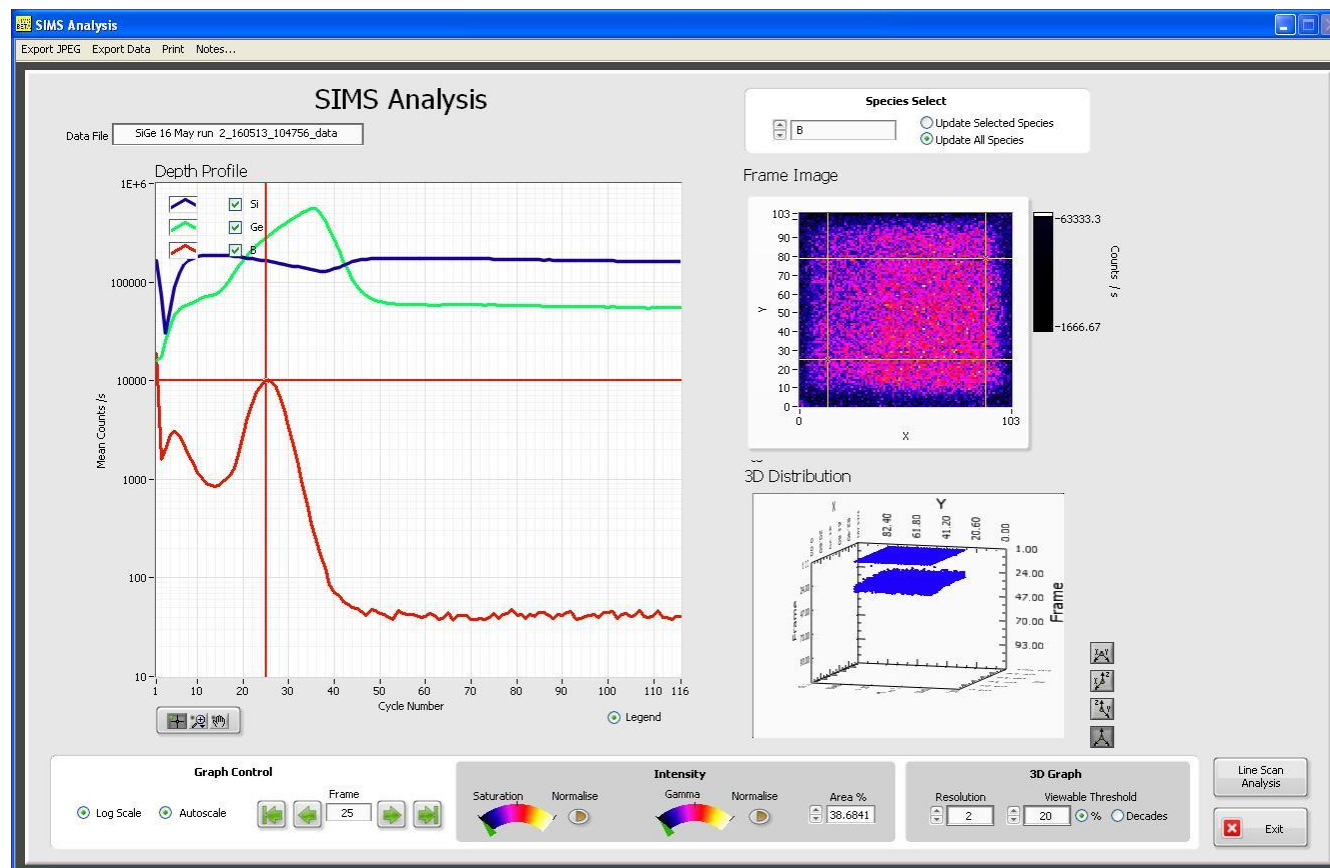 SIMS Analysis
Export JPEG Export Data Print Notes...
SIMS Analysis
Data File SiGe 16 May run 2_160513_104756_data
Species Select
B
Update Selected Species
Update All Species
Depth Profile
1E+6
100000
10000
1000
100
10
Mean Counts /s
Si
Ge
B
1 10 20 30 40 50 60 70 80 90 100 110 116
Cycle Number
Legend
Frame Image
103
90
80
70
60
50
40
30
20
10
0
Y
0 103
X
63333.3
1666.67
Counts / s
3D Distribution
Y
82.40 61.80 41.20 20.60 0.00
1.00
24.00
47.00
70.00
93.00
Frame
Frame
Graph Control
Log Scale
Autoscale
Frame
25
Intensity
Saturation
Normalise
Gamma
Normalise
Area %
38.6841
3D Graph
Resolution
2
Viewable Threshold
20
%
Decades
Line Scan
Analysis
Exit